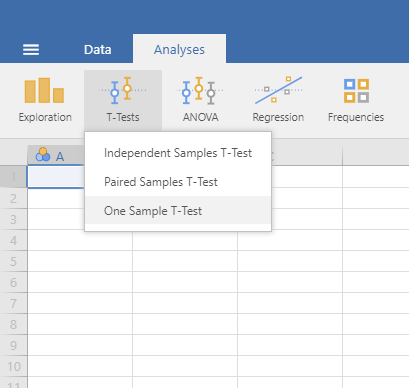 Data Analyses
Exploration T-Tests ANOVA Regression Frequencies
Independent Samples T-Test
Paired Samples T-Test
One Sample T-Test
A
1
2
3
4
5
6
7
8
9
10
11